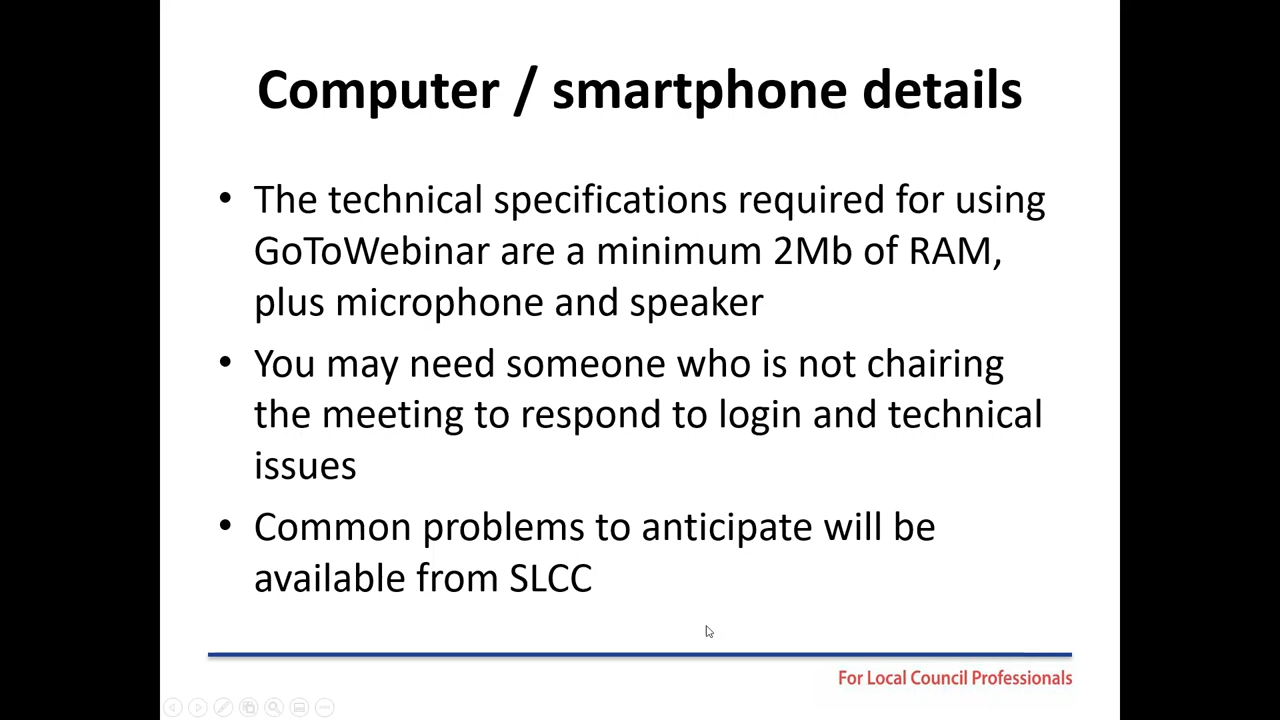 Computer / smartphone details
• The technical specifications required for using
GoToWebinar are a minimum 2Mb of RAM,
plus microphone and speaker
• You may need someone who is not chairing
the meeting to respond to login and technical
issues
• Common problems to anticipate will be
available from SLCC
For Local Council Professionals